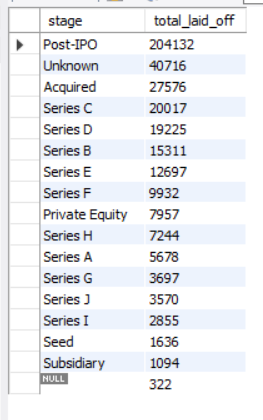 stage total_laid_off
Post-IPO 204132
Unknown 40716
Acquired 27576
Series C 20017
Series D 19225
Series B 15311
Series E 12697
Series F 9932
Private Equity 7957
Series H 7244
Series A 5678
Series G 3697
Series J 3570
Series I 2855
Seed 1636
Subsidiary 1094
NULL 322